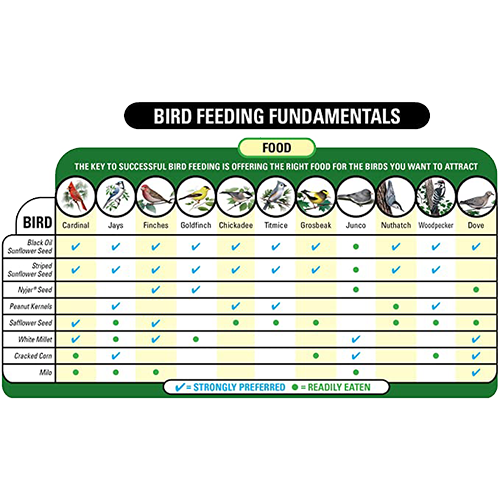 BIRD FEEDING FUNDAMENTALS
FOOD
THE KEY TO SUCCESSFUL BIRD FEEDING IS OFFERING THE RIGHT FOOD FOR THE BIRDS YOU WANT TO ATTRACT
BIRD Cardinal Jays Finches Goldfinch Chickadee Titmice Grosbeak Junco Nuthatch Woodpecker Dove
Black Oil
Sunflower Seed
Striped
Sunflower Seed
Nyjer® Seed
Peanut Kernels
Safflower Seed
White Millet
Cracked Corn
Milo
✓= STRONGLY PREFERRED ●= READILY EATEN